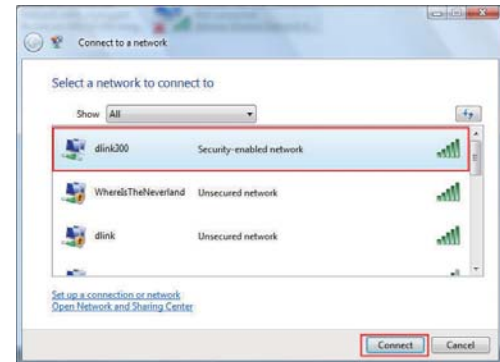 Connect to a network
Select a network to connect to
Show All
dlink300 Security-enabled network
WhereIsTheNeverland Unsecured network
dlink Unsecured network
Set up a connection or network
Open Network and Sharing Center
Connect Cancel